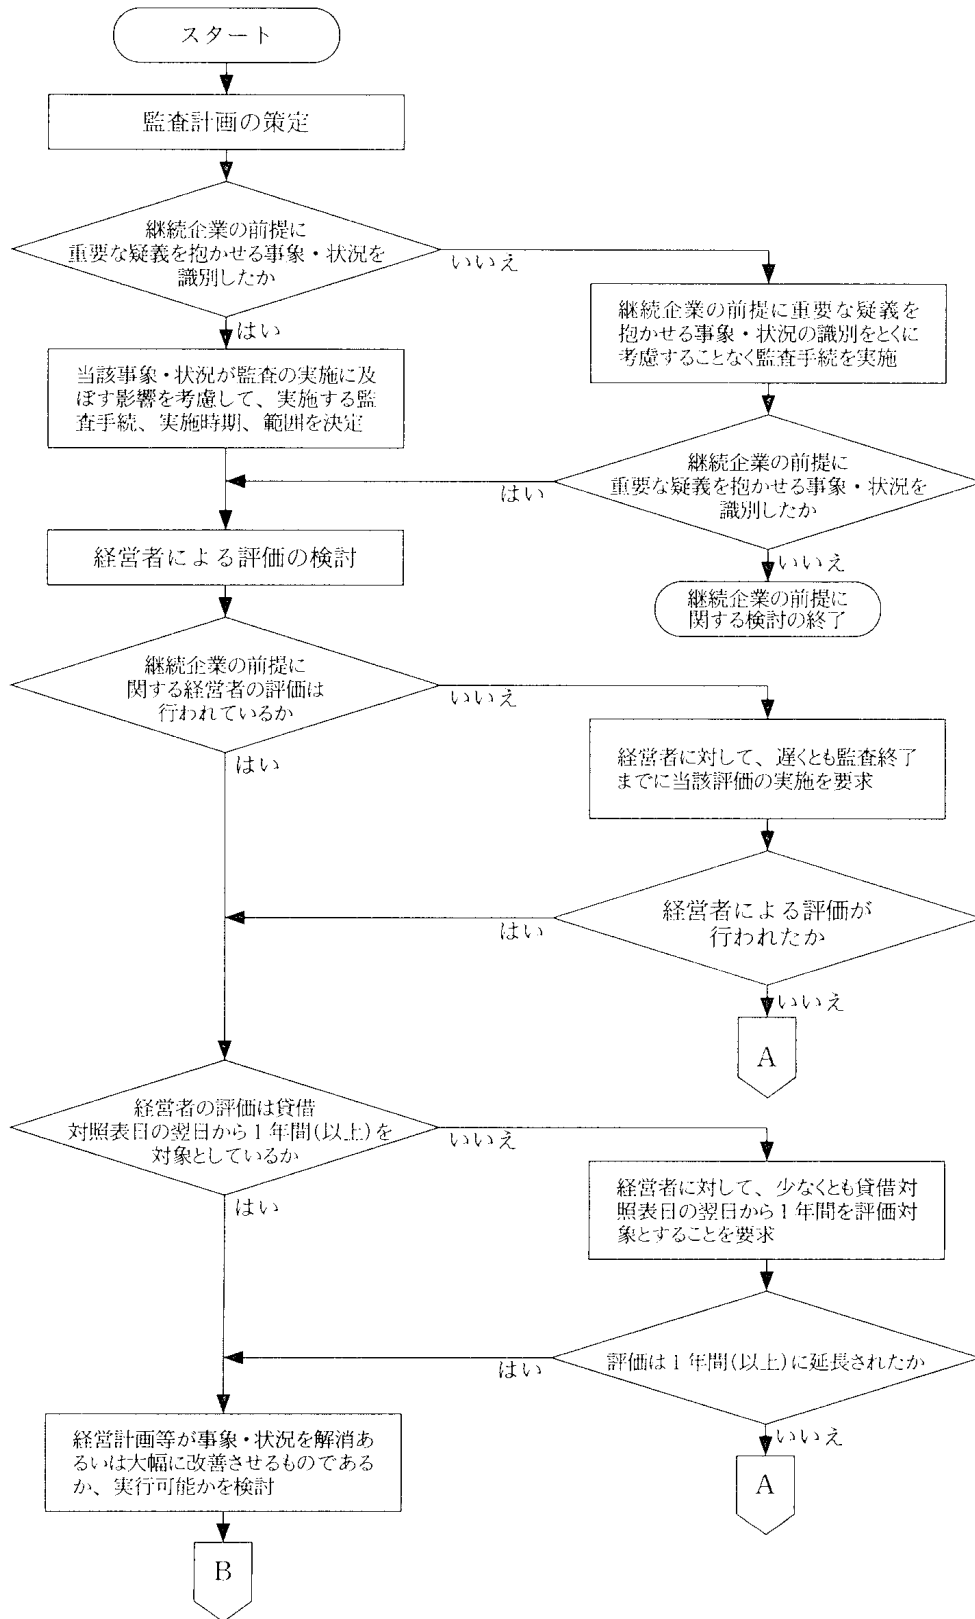 スタート
監査計画の策定
継続企業の前提に
重要な疑義を抱かせる事象・状況を
識別したか
いいえ
はい
継続企業の前提に重要な疑義を
抱かせる事象・状況の識別をとくに
考慮することなく監査手続を実施
当該事象・状況が監査の実施に及
ぼす影響を考慮して、実施する監
査手続、実施時期、範囲を決定
継続企業の前提に
重要な疑義を抱かせる事象・状況を
識別したか
はい
いいえ
経営者による評価の検討
継続企業の前提に
関する検討の終了
継続企業の前提に
関する経営者の評価は
行われているか
いいえ
はい
経営者に対して、遅くとも監査終了
までに当該評価の実施を要求
経営者による評価が
行われたか
はい
いいえ
A
経営者の評価は貸借
対照表日の翌日から1年間(以上)を
対象としているか
いいえ
はい
経営者に対して、少なくとも貸借対
照表日の翌日から1年間を評価対
象とすることを要求
評価は1年間(以上)に延長されたか
はい
いいえ
経営計画等が事象・状況を解消あ
るいは大幅に改善させるものである
か、実行可能かを検討
A
B